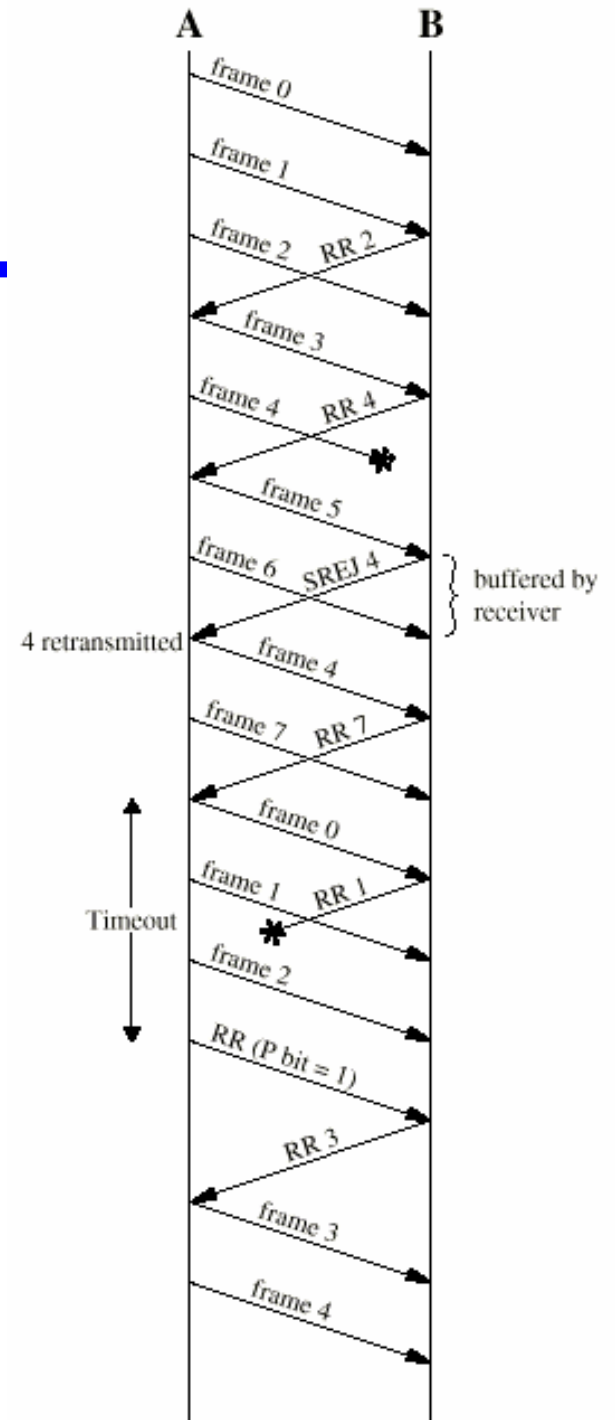 A
B
frame 0
frame 1
frame 2
RR 2
frame 3
frame 4
RR 4
frame 5
frame 6
SREJ 4
buffered by
receiver
4 retransmitted
frame 4
frame 7
RR 7
frame 0
frame 1
RR 1
Timeout
frame 2
RR (P bit = 1)
RR 3
frame 3
frame 4